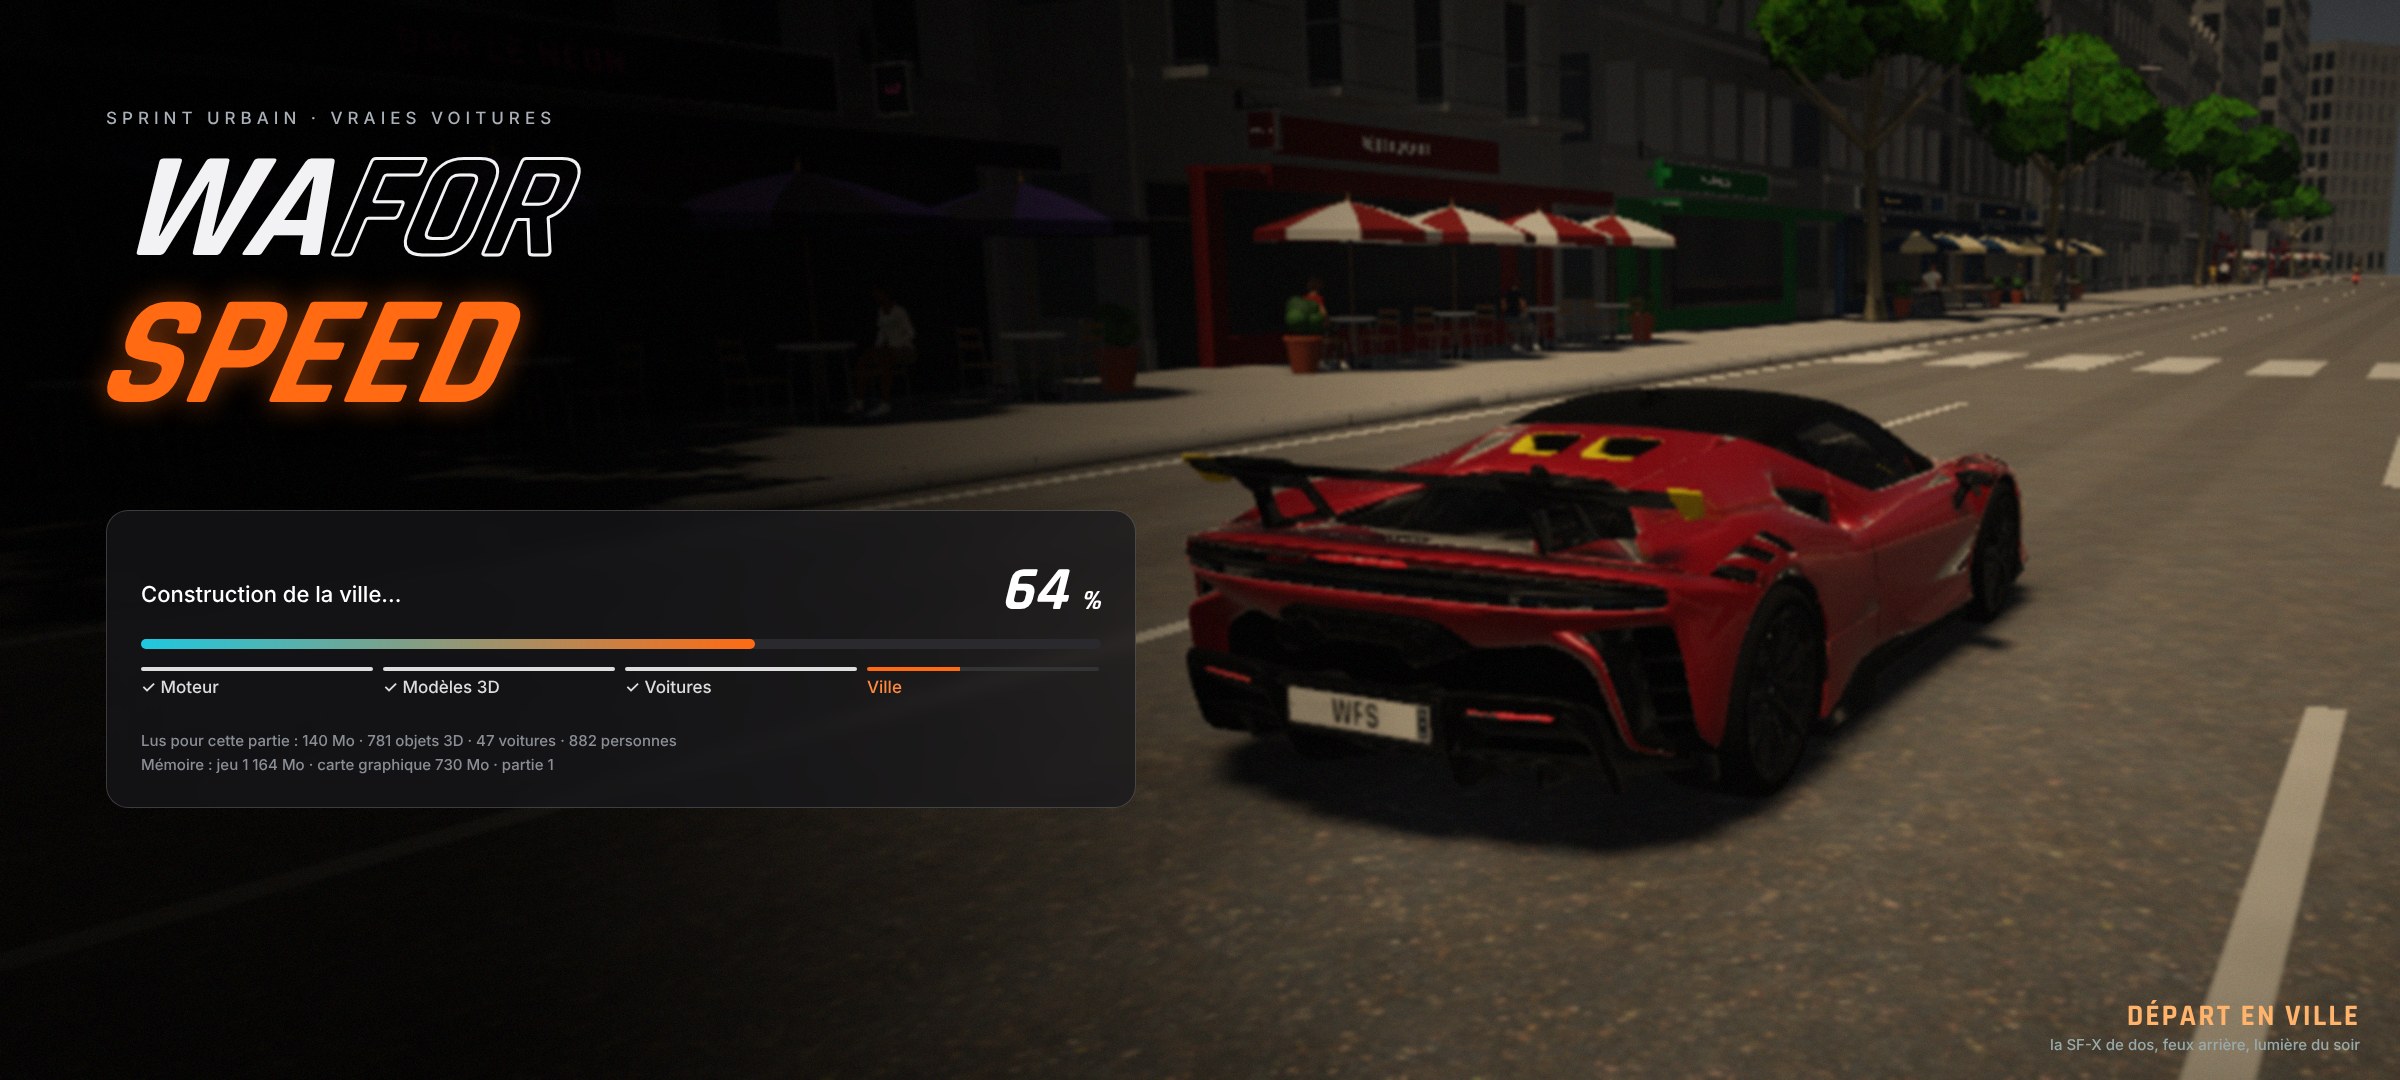 SPRINT URBAIN · VRAIES VOITURES
WAFOR
SPEED
Construction de la ville...
64 %
✓ Moteur
✓ Modèles 3D
✓ Voitures
Ville
Lus pour cette partie : 140 Mo · 781 objets 3D · 47 voitures · 882 personnes
Mémoire : jeu 1 164 Mo · carte graphique 730 Mo · partie 1
WFS
DÉPART EN VILLE
la SF-X de dos, feux arrière, lumière du soir